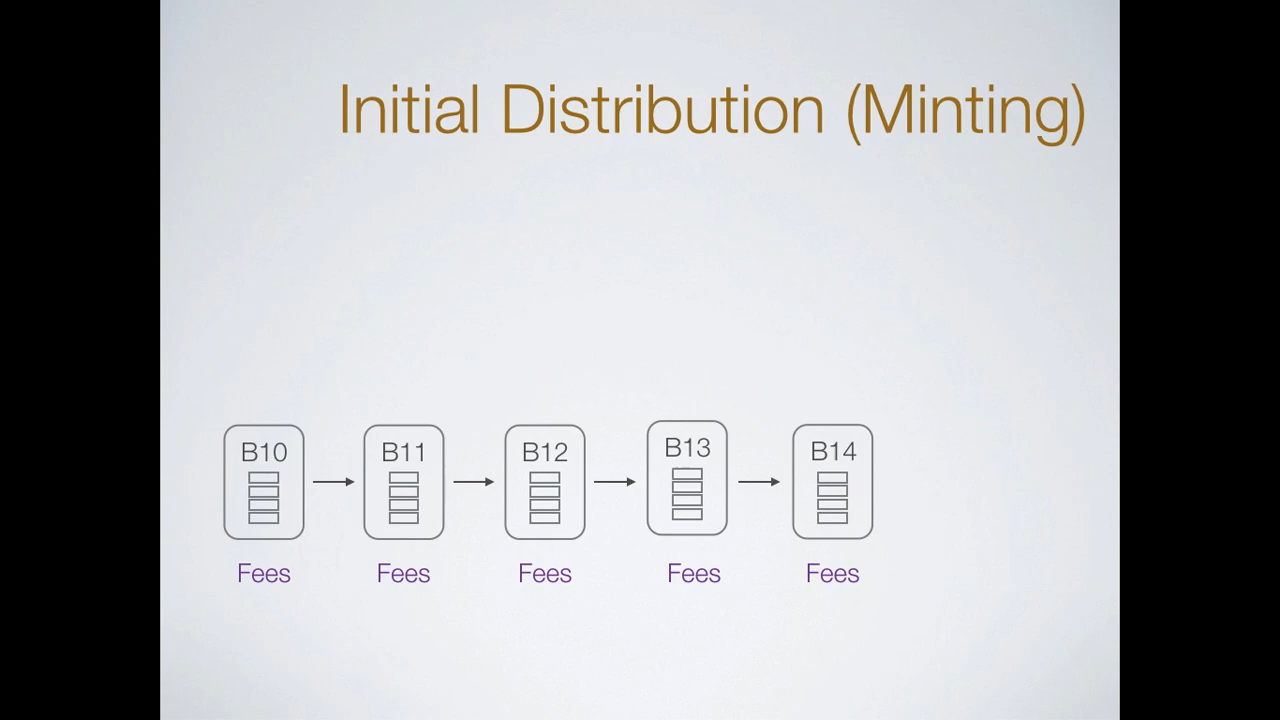 Initial Distribution (Minting)
B10 B11 B12 B13 B14
Fees Fees Fees Fees Fees